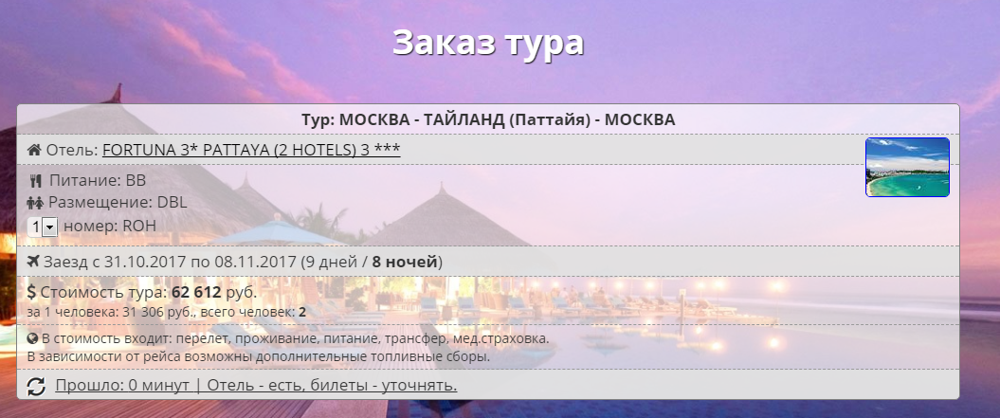 Заказ тура
Тур: МОСКВА - ТАЙЛАНД (Паттайя) - МОСКВА
Отель: FORTUNA 3* PATTAYA (2 HOTELS) 3 ***
Питание: BB
Размещение: DBL
1 номер: ROH
Заезд с 31.10.2017 по 08.11.2017 (9 дней / 8 ночей)
$ Стоимость тура: 62 612 руб.
за 1 человека: 31 306 руб., всего человек: 2
В стоимость входит: перелет, проживание, питание, трансфер, мед.страховка.
В зависимости от рейса возможны дополнительные топливные сборы.
Прошло: 0 минут | Отель - есть, билеты - уточнять.